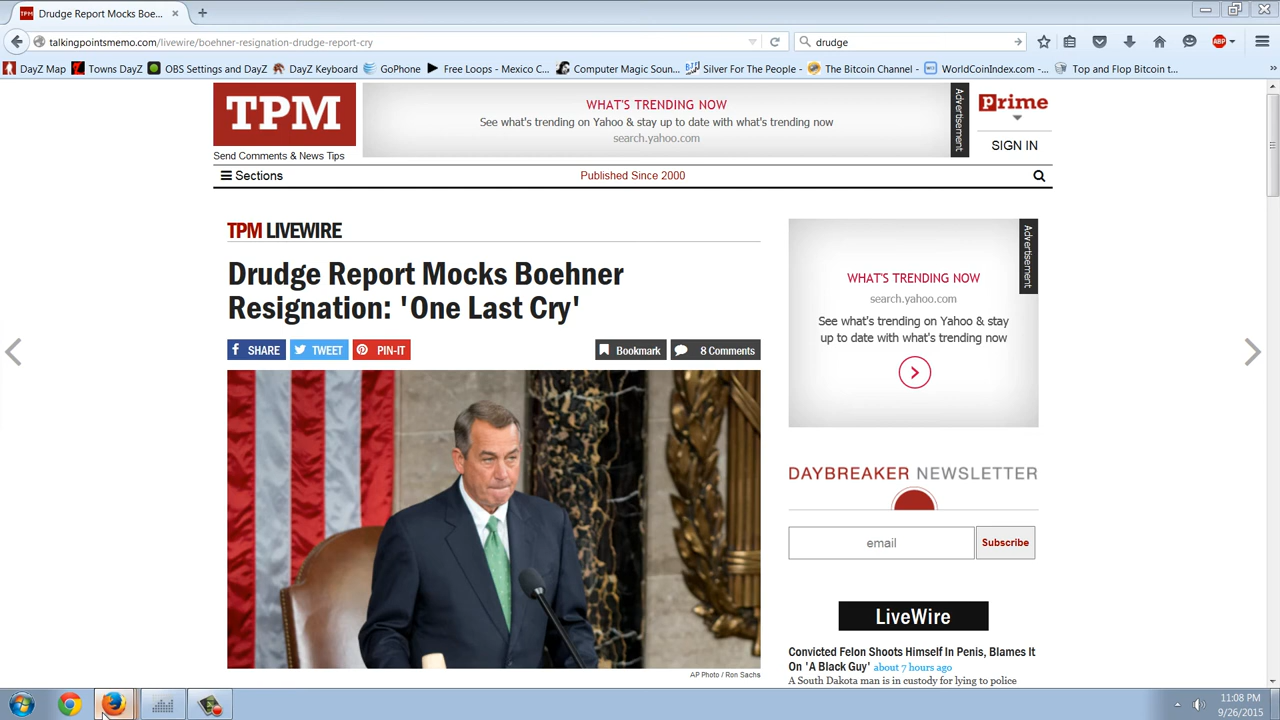 TPM Drudge Report Mocks Boe...
talkingpointsmemo.com/livewire/boehner-resignation-drudge-report-cry
drudge
ABP
DayZ Map
Towns DayZ
OBS Settings and DayZ
DayZ Keyboard
GoPhone
Free Loops - Mexico C...
Computer Magic Soun...
Silver For The People -
The Bitcoin Channel -
WorldCoinIndex.com -...
Top and Flop Bitcoin t...
TPM
Send Comments & News Tips
WHAT'S TRENDING NOW
See what's trending on Yahoo & stay up to date with what's trending now
search.yahoo.com
Advertisement
Prime
SIGN IN
Sections
Published Since 2000
TPM LIVEWIRE
Drudge Report Mocks Boehner
Resignation: 'One Last Cry'
SHARE
TWEET
PIN-IT
Bookmark
8 Comments
AP Photo / Ron Sachs
Advertisement
WHAT'S TRENDING NOW
search.yahoo.com
See what's trending on Yahoo & stay
up to date with what's trending now
DAYBREAKER NEWSLETTER
email
Subscribe
LiveWire
Convicted Felon Shoots Himself In Penis, Blames It
On 'A Black Guy' about 7 hours ago
A South Dakota man is in custody for lying to police
11:08 PM
9/26/2015